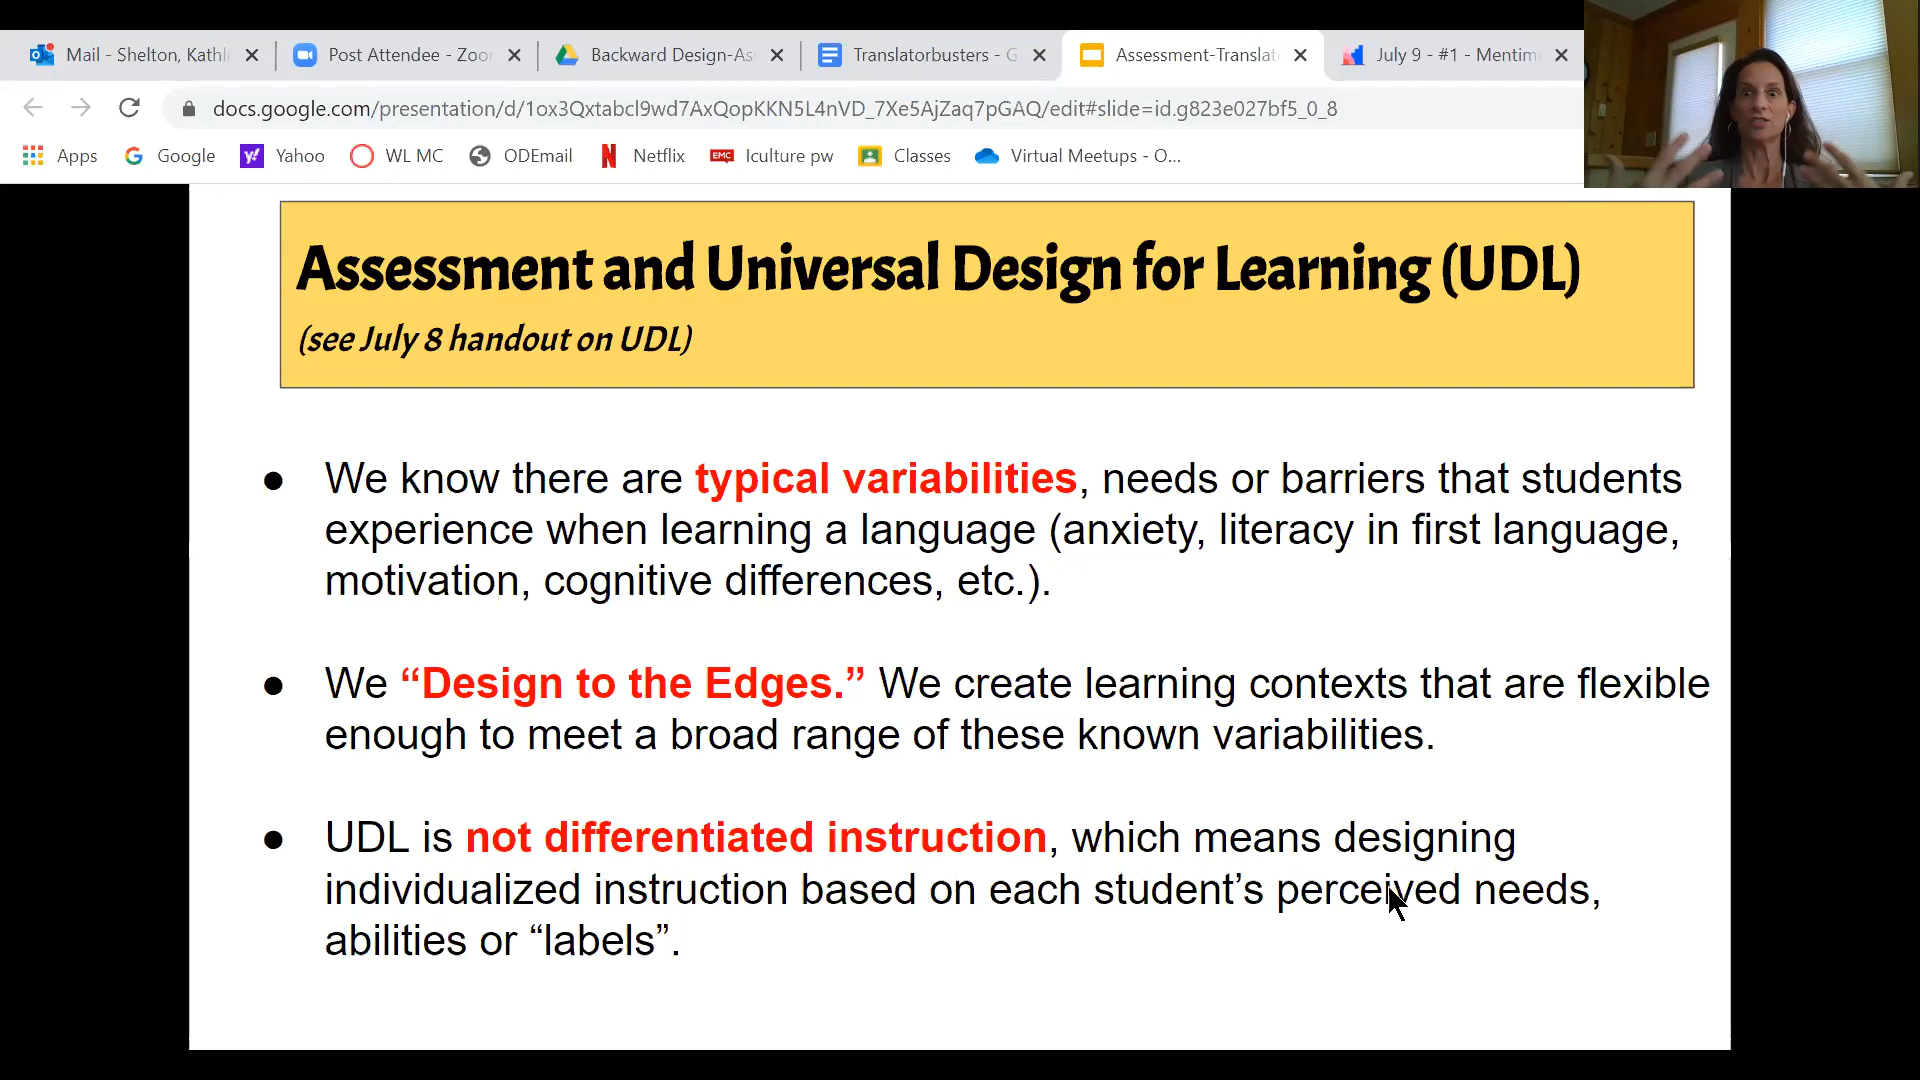 Mail - Shelton, Kathl
Post Attendee - Zoo
Backward Design-As
Translatorbusters - G
Assessment-Translat
July 9 - #1 - Mentim
docs.google.com/presentation/d/1ox3Qxtabcl9wd7AxQopKKN5L4nVD_7Xe5AjZaq7pGAQ/edit#slide=id.g823e027bf5_0_8
Apps
Google
Yahoo
WL MC
ODEmail
Netflix
EMC
Iculture pw
Classes
Virtual Meetups - O...
Assessment and Universal Design for Learning (UDL)
(see July 8 handout on UDL)
● We know there are typical variabilities, needs or barriers that students
experience when learning a language (anxiety, literacy in first language,
motivation, cognitive differences, etc.).
● We “Design to the Edges.” We create learning contexts that are flexible
enough to meet a broad range of these known variabilities.
● UDL is not differentiated instruction, which means designing
individualized instruction based on each student’s perceived needs,
abilities or “labels”.